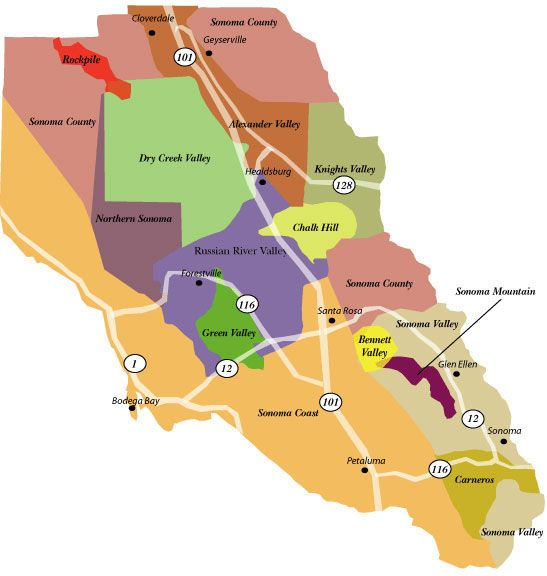 Cloverdale
Sonoma County
Geyserville
101
Rockpile
Sonoma County
Alexander Valley
Dry Creek Valley
Knights Valley
Healdsburg
128
Northern Sonoma
Chalk Hill
Russian River Valley
Forestville
Sonoma County
Sonoma Mountain
116
Santa Rosa
Sonoma Valley
Green Valley
Bennett
Valley
1
12
Glen Ellen
Bodega Bay
101
Sonoma Coast
12
Sonoma
Petaluma
116
Carneros
Sonoma Valley